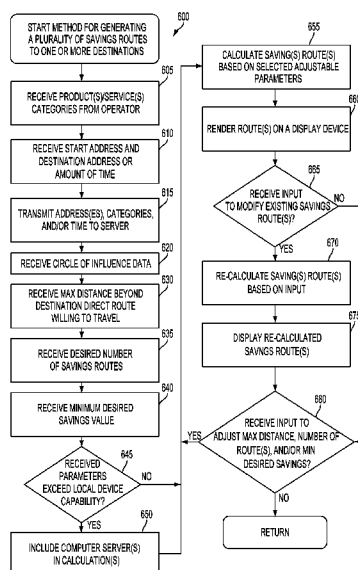 START METHOD FOR GENERATING
A PLURALITY OF SAVINGS ROUTES
TO ONE OR MORE DESTINATIONS
600
605
RECEIVE PRODUCT(S)/SERVICE(S)
CATEGORIES FROM OPERATOR
610
RECEIVE START ADDRESS AND
DESTINATION ADDRESS OR
AMOUNT OF TIME
615
TRANSMIT ADDRESS(ES), CATEGORIES,
AND/OR TIME TO SERVER
620
RECEIVE CIRCLE OF INFLUENCE DATA
630
RECEIVE MAX DISTANCE BEYOND
DESTINATION DIRECT ROUTE
WILLING TO TRAVEL
635
RECEIVE DESIRED NUMBER
OF SAVINGS ROUTES
640
RECEIVE MINIMUM DESIRED
SAVINGS VALUE
645
RECEIVED
PARAMETERS
EXCEED LOCAL DEVICE
CAPABILITY?
NO
YES
650
INCLUDE COMPUTER SERVER(S)
IN CALCULATION(S)
655
CALCULATE SAVING(S) ROUTE(S)
BASED ON SELECTED ADJUSTABLE
PARAMETERS
660
RENDER ROUTE(S) ON A DISPLAY DEVICE
665
RECEIVE INPUT
TO MODIFY EXISTING SAVINGS
ROUTE(S)?
NO
YES
670
RE-CALCULATE SAVING(S) ROUTE(S)
BASED ON INPUT
675
DISPLAY RE-CALCULATED
SAVINGS ROUTE(S)
680
RECEIVE INPUT TO
ADJUST MAX DISTANCE, NUMBER OF
ROUTE(S), AND/OR MIN
DESIRED SAVINGS?
YES
NO
RETURN